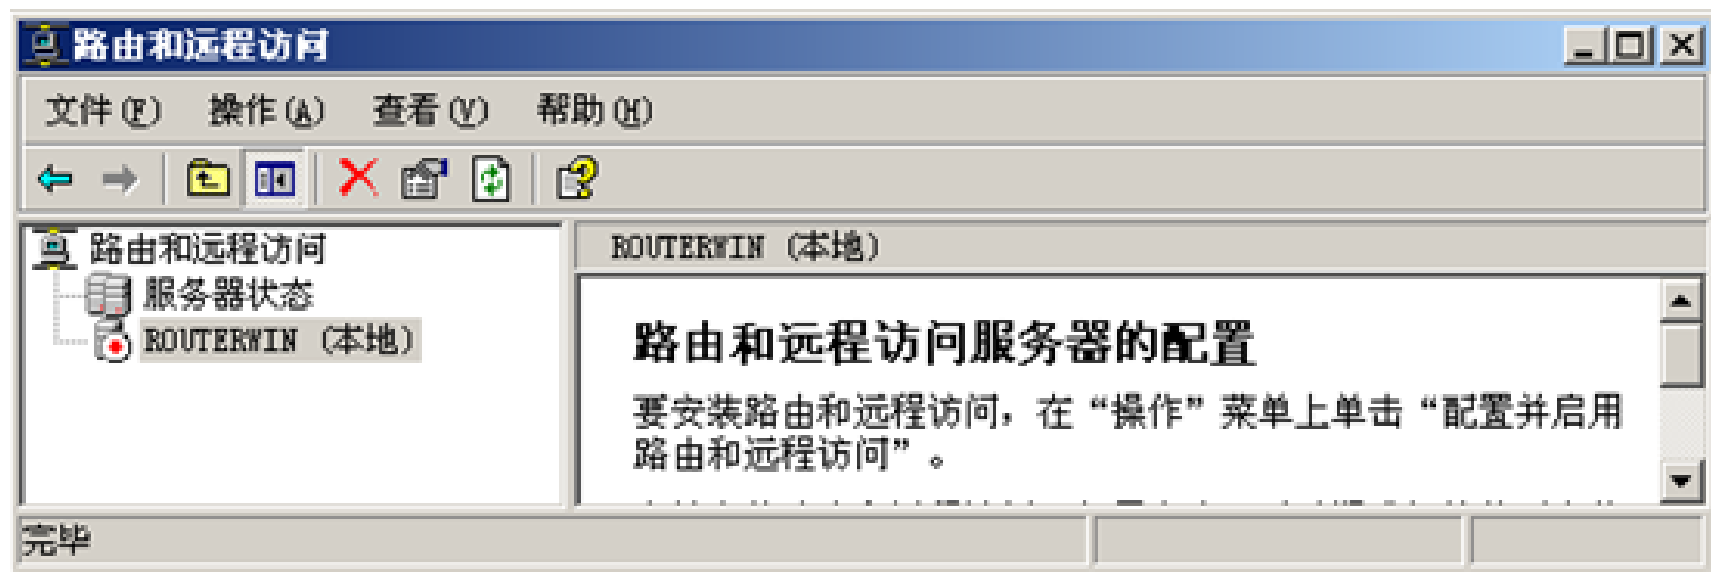 路由和远程访问
文件(F) 操作(A) 查看(V) 帮助(H)
路由和远程访问
服务器状态
ROUTERWIN (本地)
ROUTERWIN (本地)
路由和远程访问服务器的配置
要安装路由和远程访问，在“操作”菜单上单击“配置并启用
路由和远程访问”。
完毕